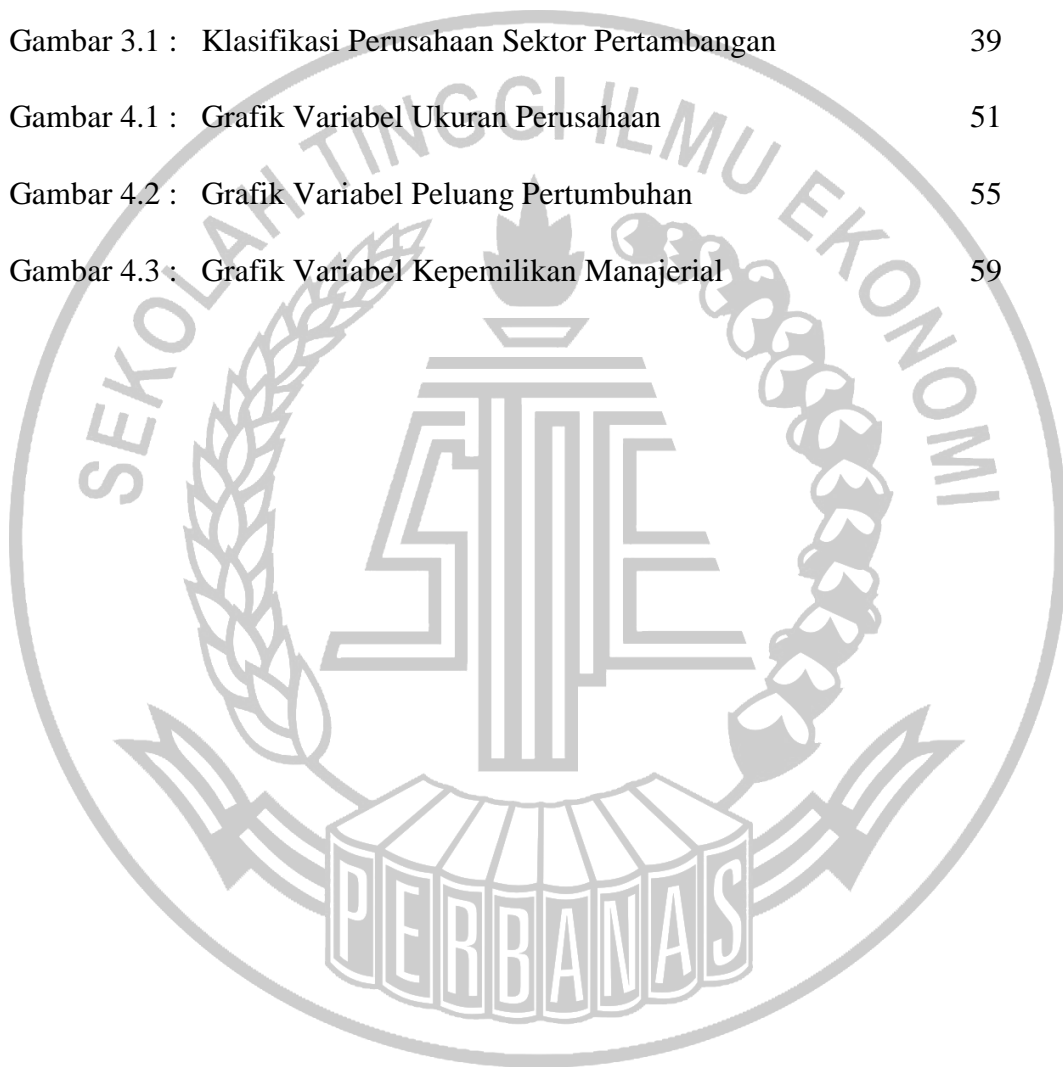 Gambar 3.1 : Klasifikasi Perusahaan Sektor Pertambangan 39
Gambar 4.1 : Grafik Variabel Ukuran Perusahaan 51
Gambar 4.2 : Grafik Variabel Peluang Pertumbuhan 55
Gambar 4.3 : Grafik Variabel Kepemilikan Manajerial 59
SEKOLAH TINGGI ILMU EKONOMI
STIE
PERBANAS